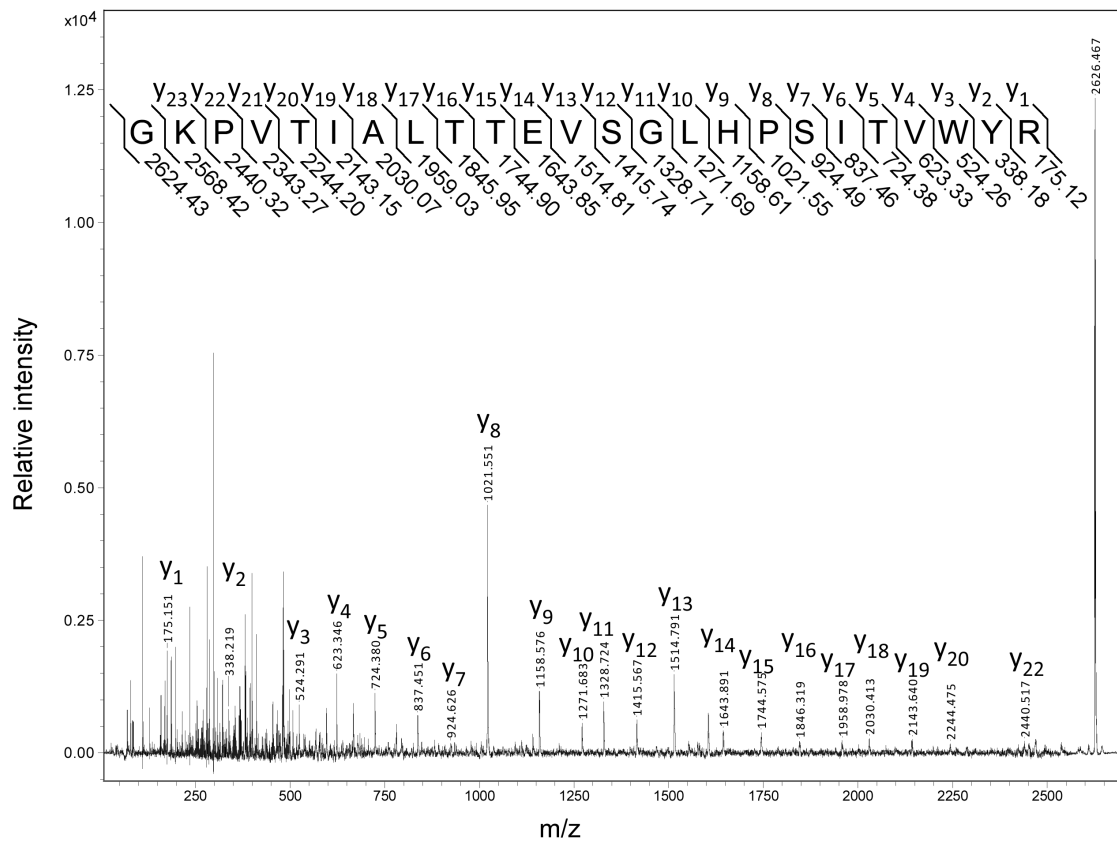 x10⁴
2626.467
1.25
y₂₃ y₂₂ y₂₁ y₂₀ y₁₉ y₁₈ y₁₇ y₁₆ y₁₅ y₁₄ y₁₃ y₁₂ y₁₁ y₁₀ y₉ y₈ y₇ y₆ y₅ y₄ y₃ y₂ y₁
G K P V T I A L T T E V S G L H P S I T V W Y R
2624.43 2568.42 2440.32 2343.27 2244.20 2143.15 2030.07 1959.03 1845.95 1744.90 1643.85 1514.81 1415.74 1328.71 1271.69 1158.61 1021.55 924.49 837.46 724.38 623.33 524.26 338.18 175.12
1.00
0.75
0.50
0.25
0.00
Relative intensity
y₁
175.151
y₂
338.219
y₃
524.291
y₄
623.346
y₅
724.380
y₆
837.451
y₇
924.626
y₈
1021.551
y₉
1158.576
y₁₀
1271.683
y₁₁
1328.724
y₁₂
1415.567
y₁₃
1514.791
y₁₄
1643.891
y₁₅
1744.575
y₁₆
1846.319
y₁₇
1958.978
y₁₈
2030.413
y₁₉
2143.640
y₂₀
2244.475
y₂₂
2440.517
250 500 750 1000 1250 1500 1750 2000 2250 2500
m/z